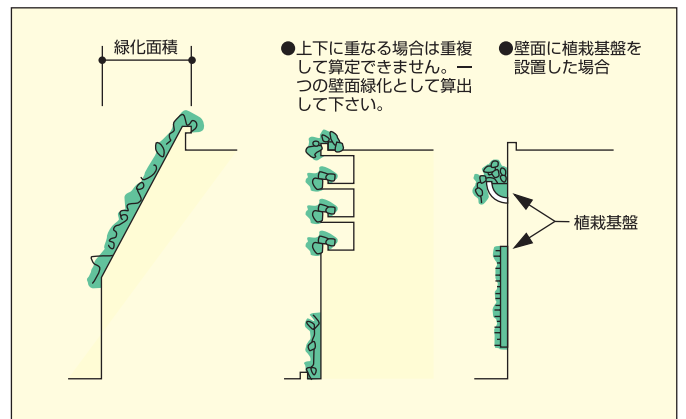 緑化面積
●上下に重なる場合は重複
して算定できません。一
つの壁面緑化として算出
して下さい。
●壁面に植栽基盤を
設置した場合
植栽基盤